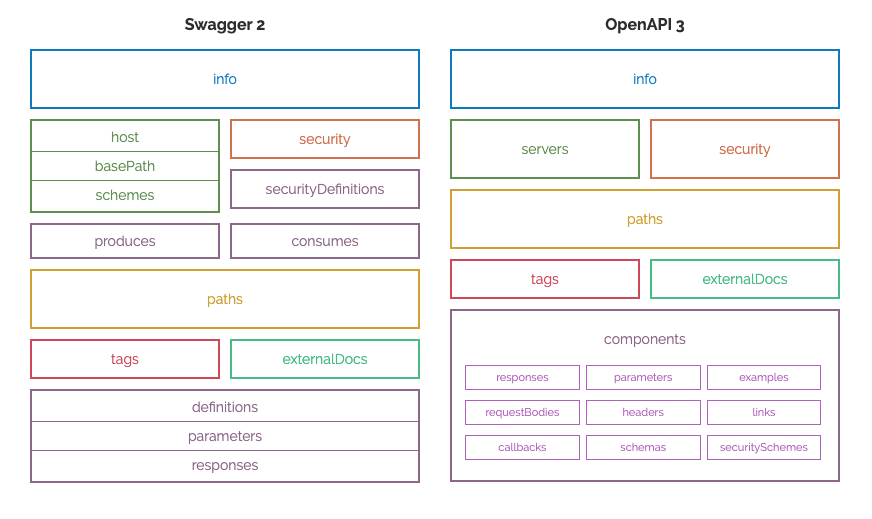 Swagger 2
info
host
basePath
schemes
security
securityDefinitions
produces
consumes
paths
tags
externalDocs
definitions
parameters
responses
OpenAPI 3
info
servers
security
paths
tags
externalDocs
components
responses
parameters
examples
requestBodies
headers
links
callbacks
schemas
securitySchemes